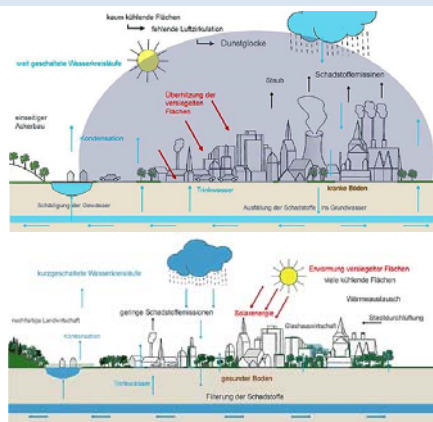 kaum kühlende Flächen
fehlende Luftzirkulation
Dunstglocke
weit geschaltete Wasserkreisläufe
Staub
Schadstoffemissinen
Überhitzung der
versiegelten
Flächen
einseitiger
Ackerbau
Kondensation
Trinkwasser
kranke Böden
Schädigung der Gewässer
Ausfällung der Schadstoffe ins Grundwasser
kurzgeschaltete Wasserkreisläufe
Erwärmung versiegelter Flächen
viele kühlende Flächen
Solarenergie
Wärmeaustausch
geringe Schadstoffemissionen
Stadtdurchlüftung
nachhaltige Landwirtschaft
Glashauswirtschaft
Kondensation
Trinkwasser
gesunder Boden
Filterung der Schadstoffe